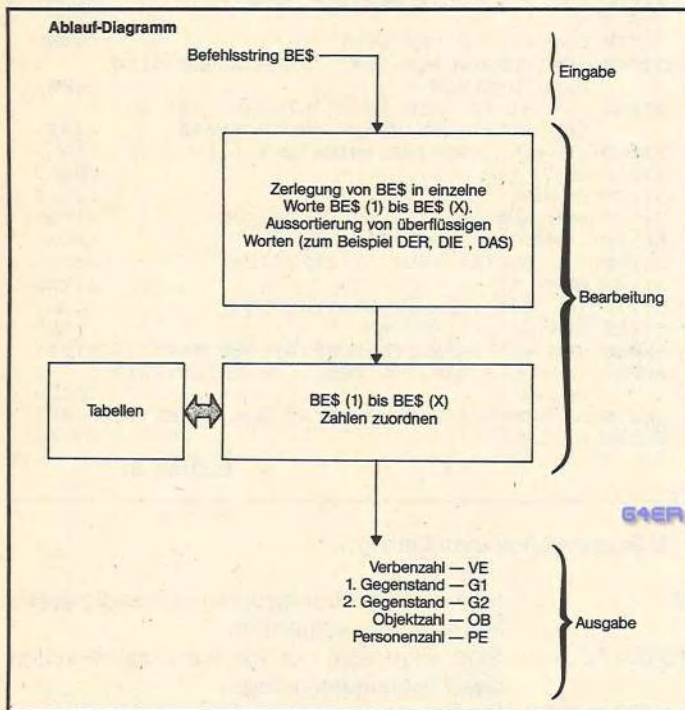 Ablauf-Diagramm
Befehlsstring BE$
Eingabe
Zerlegung von BE$ in einzelne
Worte BE$ (1) bis BE$ (X).
Aussortierung von überflüssigen
Worten (zum Beispiel DER, DIE , DAS)
Bearbeitung
Tabellen
BE$ (1) bis BE$ (X)
Zahlen zuordnen
64ER
Verbenzahl — VE
1. Gegenstand — G1
2. Gegenstand — G2
Objektzahl — OB
Personenzahl — PE
Ausgabe